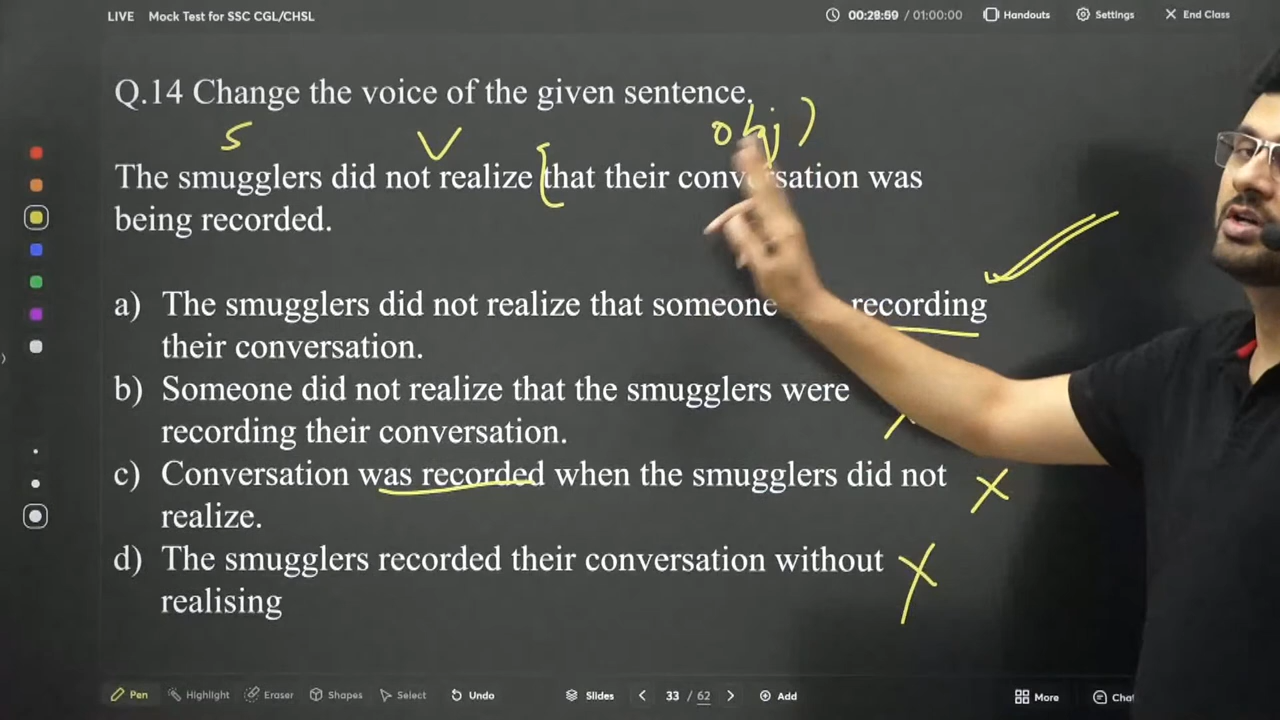 LIVE Mock Test for SSC CGL/CHSL 00:29:59 / 01:00:00 Handouts Settings End Class
Q.14 Change the voice of the given sentence.
S V obj
The smugglers did not realize that their conversation was
being recorded.
a) The smugglers did not realize that someone recording
their conversation.
b) Someone did not realize that the smugglers were
recording their conversation.
c) Conversation was recorded when the smugglers did not
realize.
d) The smugglers recorded their conversation without
realising
Pen Highlight Eraser Shapes Select Undo Slides 33 / 62 Add More Chat